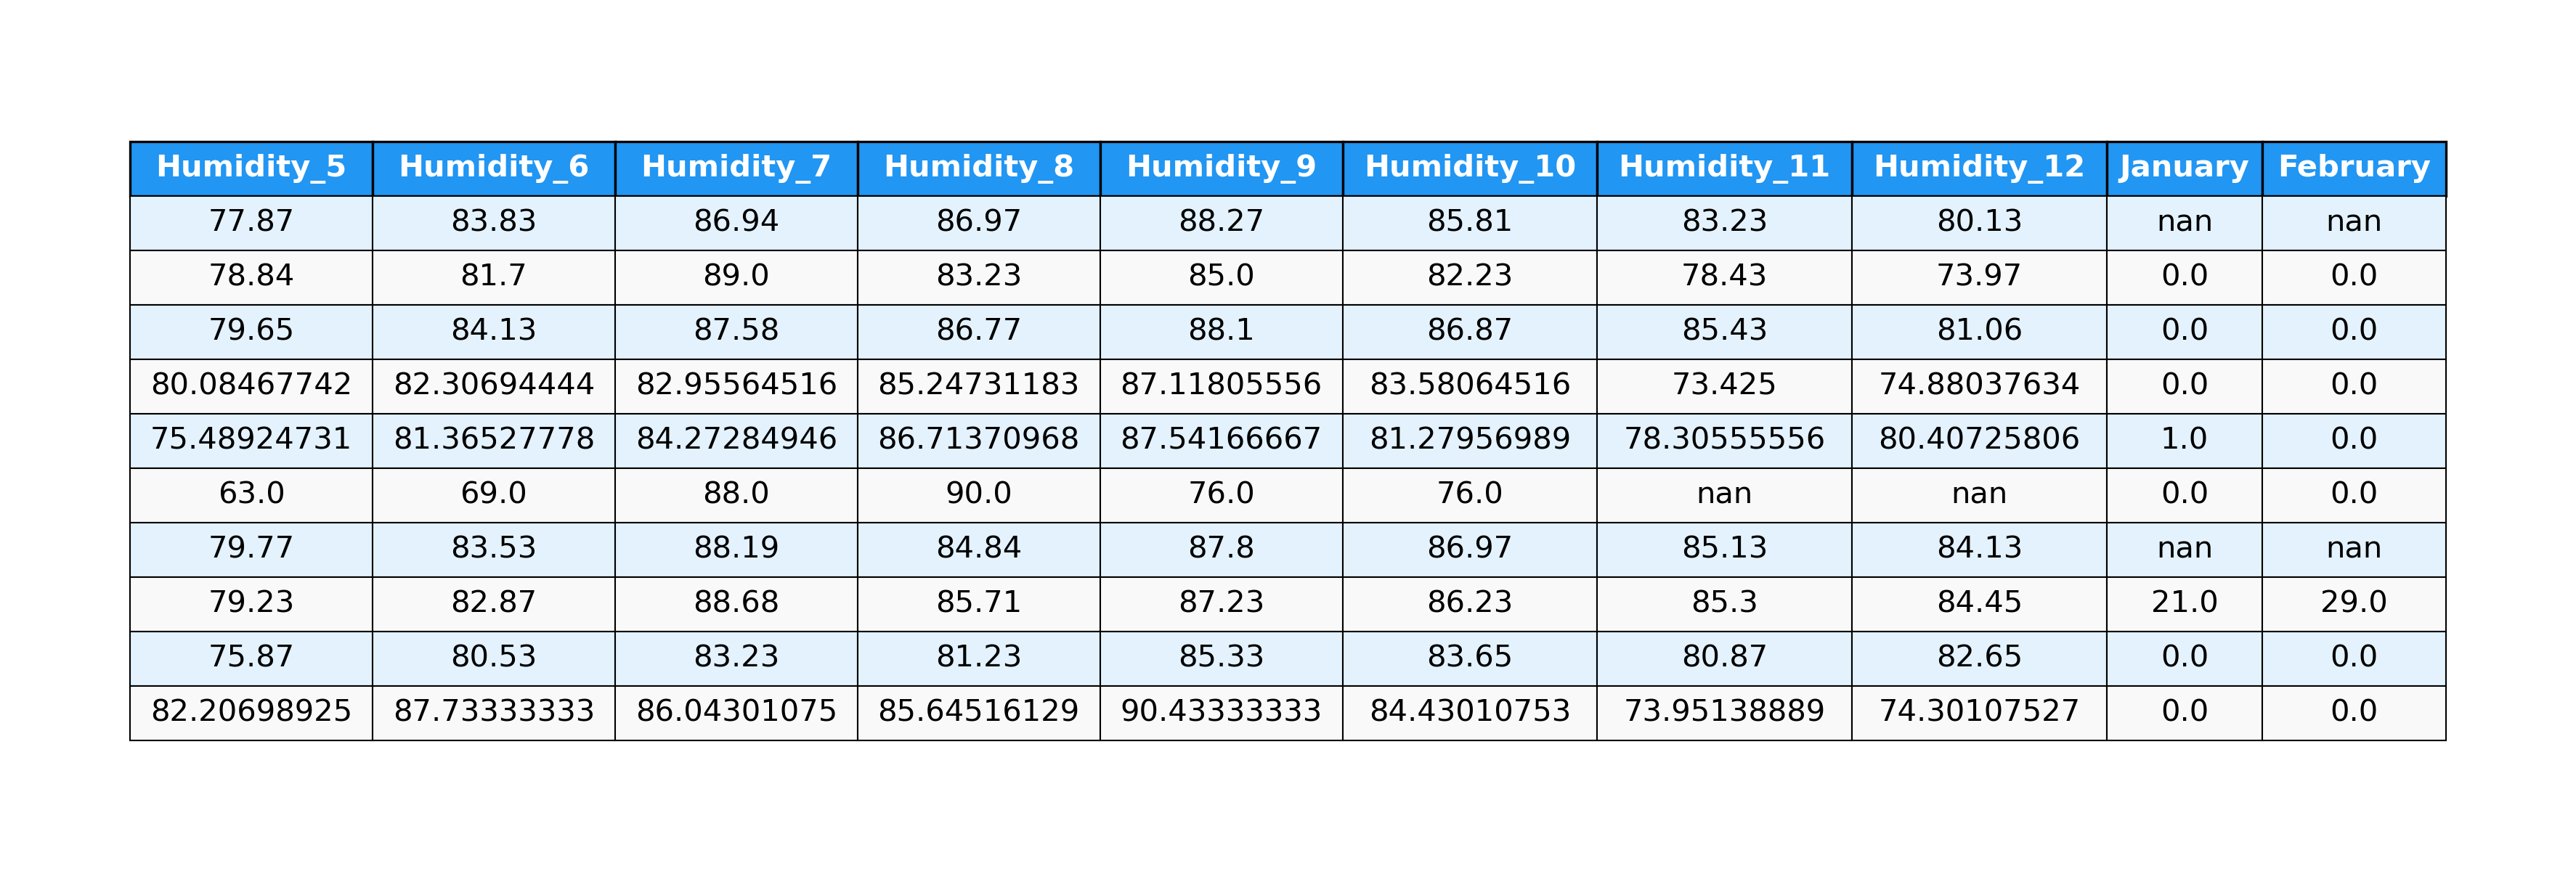 Humidity_5 Humidity_6 Humidity_7 Humidity_8 Humidity_9 Humidity_10 Humidity_11 Humidity_12 January February
77.87 83.83 86.94 86.97 88.27 85.81 83.23 80.13 nan nan
78.84 81.7 89.0 83.23 85.0 82.23 78.43 73.97 0.0 0.0
79.65 84.13 87.58 86.77 88.1 86.87 85.43 81.06 0.0 0.0
80.08467742 82.30694444 82.95564516 85.24731183 87.11805556 83.58064516 73.425 74.88037634 0.0 0.0
75.48924731 81.36527778 84.27284946 86.71370968 87.54166667 81.27956989 78.30555556 80.40725806 1.0 0.0
63.0 69.0 88.0 90.0 76.0 76.0 nan nan 0.0 0.0
79.77 83.53 88.19 84.84 87.8 86.97 85.13 84.13 nan nan
79.23 82.87 88.68 85.71 87.23 86.23 85.3 84.45 21.0 29.0
75.87 80.53 83.23 81.23 85.33 83.65 80.87 82.65 0.0 0.0
82.20698925 87.73333333 86.04301075 85.64516129 90.43333333 84.43010753 73.95138889 74.30107527 0.0 0.0